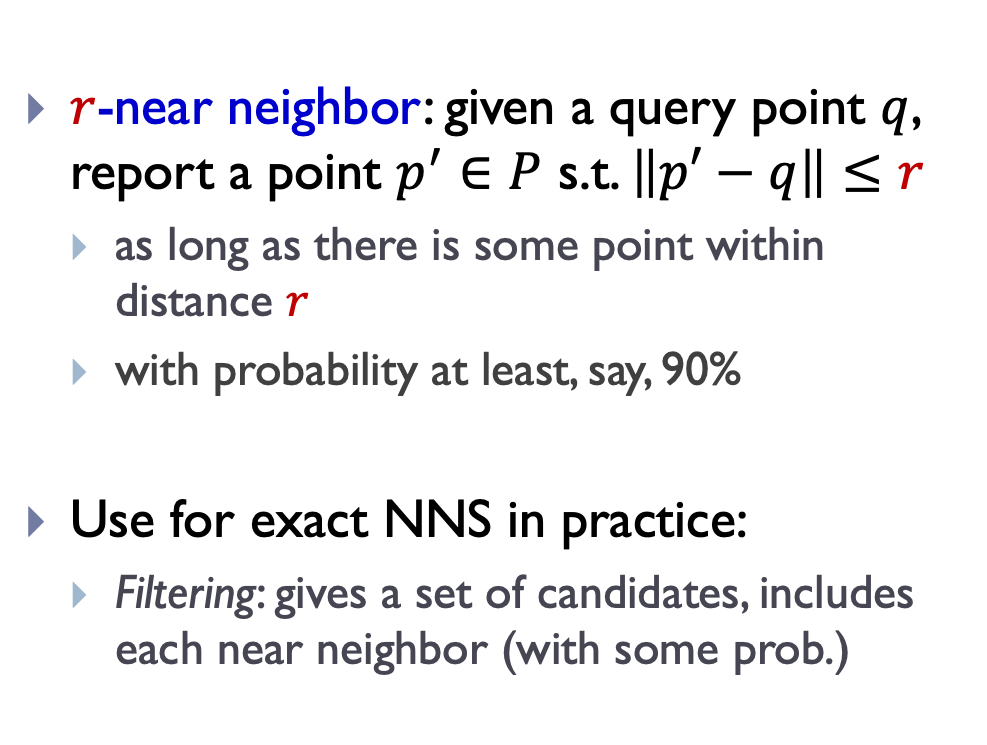 r-near neighbor: given a query point q,
report a point p′ ∈ P s.t. ‖p′ − q‖ ≤ r
as long as there is some point within
distance r
with probability at least, say, 90%
Use for exact NNS in practice:
Filtering: gives a set of candidates, includes
each near neighbor (with some prob.)